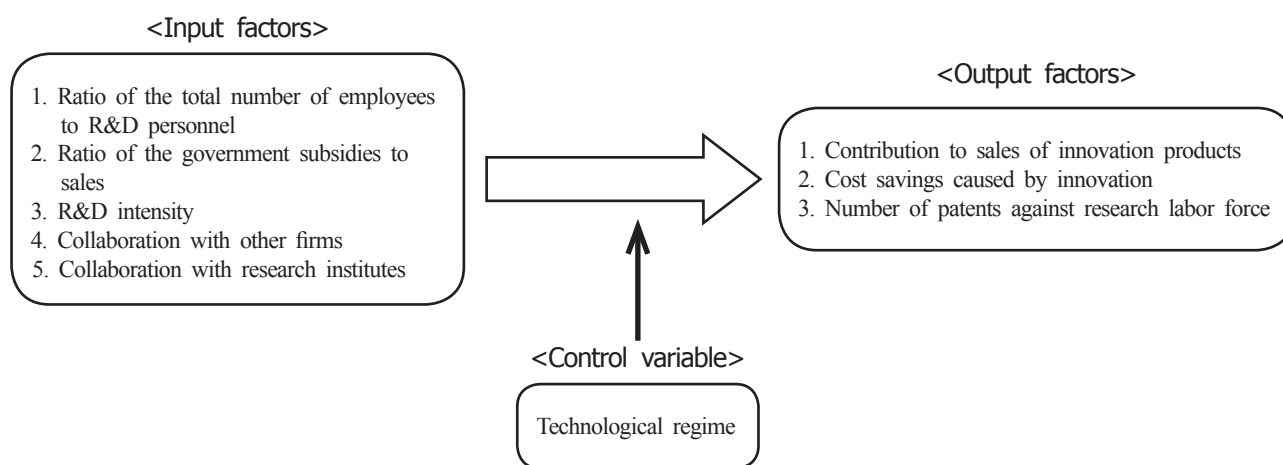 <Input factors>
1. Ratio of the total number of employees
to R&D personnel
2. Ratio of the government subsidies to
sales
3. R&D intensity
4. Collaboration with other firms
5. Collaboration with research institutes
<Output factors>
1. Contribution to sales of innovation products
2. Cost savings caused by innovation
3. Number of patents against research labor force
<Control variable>
Technological regime